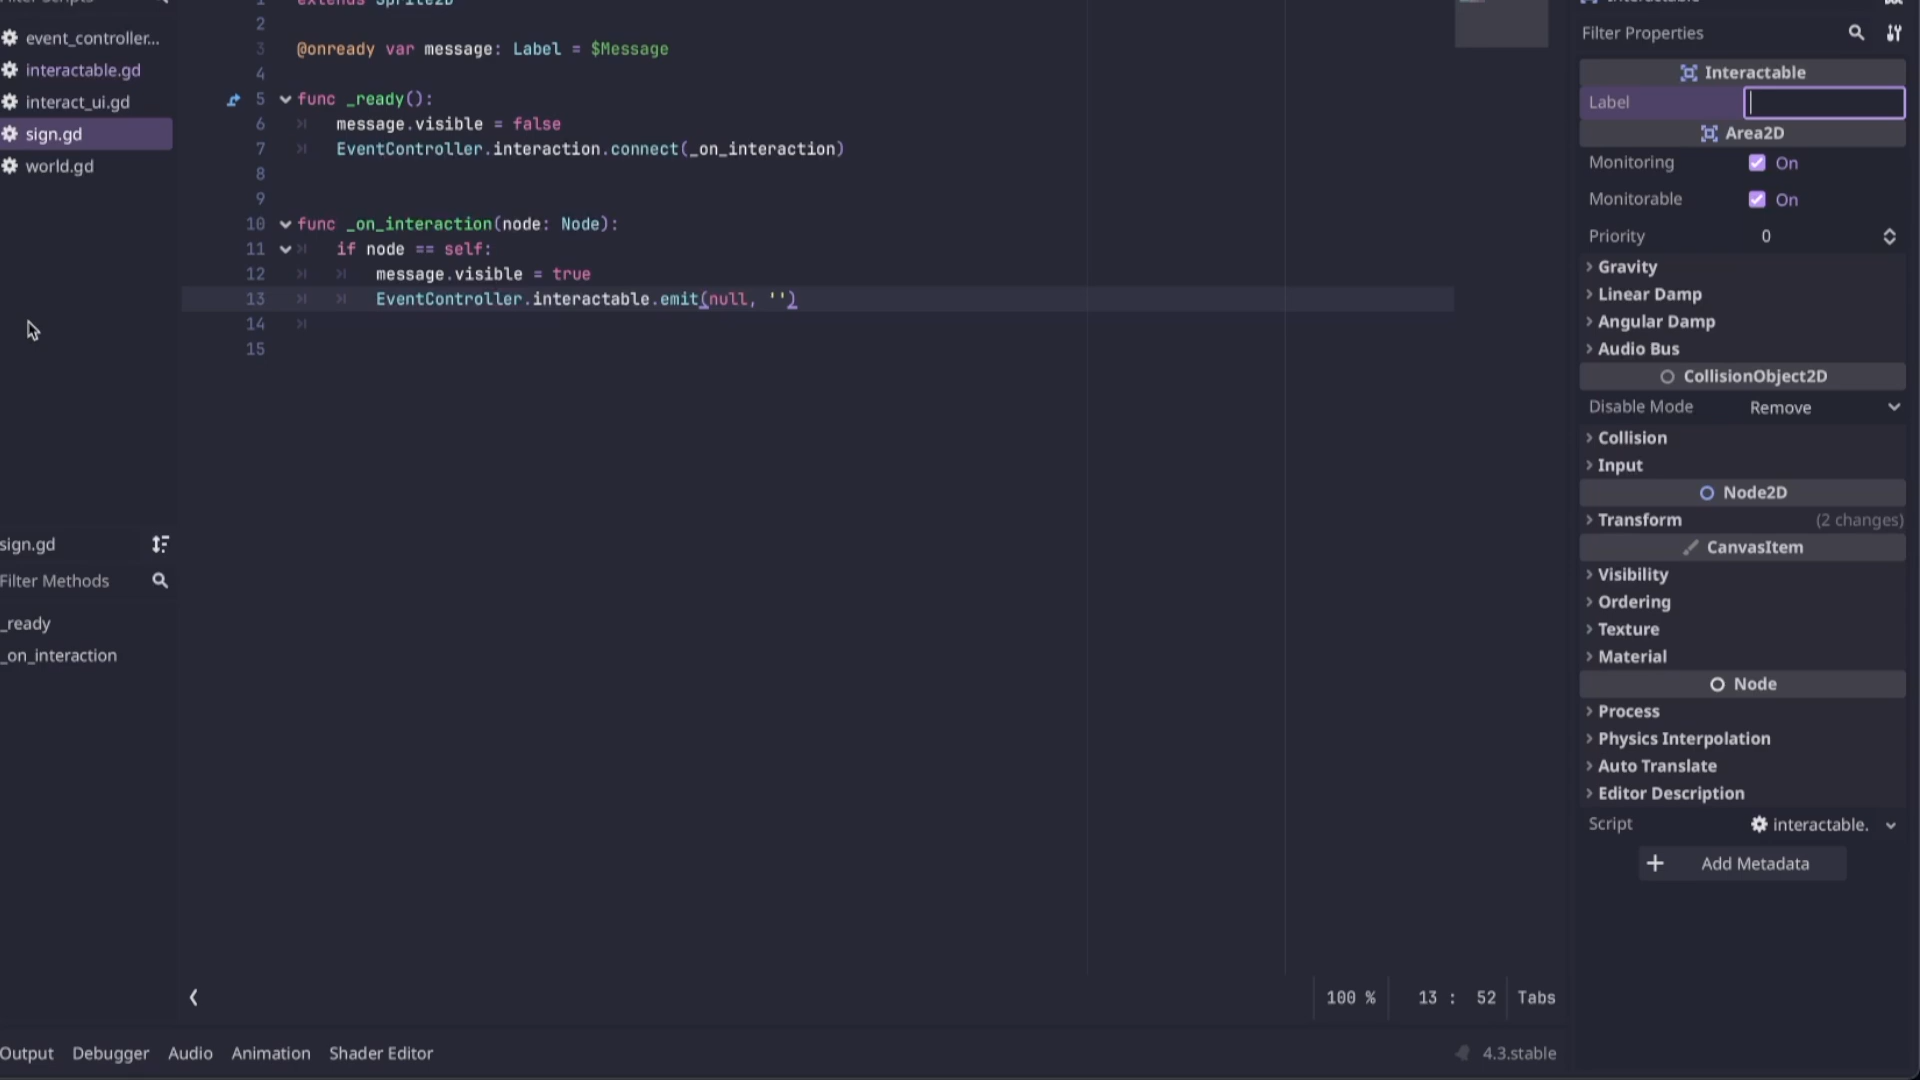 Filter Scripts
event_controller...
interactable.gd
interact_ui.gd
sign.gd
world.gd
sign.gd
Filter Methods
_ready
_on_interaction
1 extends Sprite2D
2
3 @onready var message: Label = $Message
4
5 func _ready():
6 message.visible = false
7 EventController.interaction.connect(_on_interaction)
8
9
10 func _on_interaction(node: Node):
11 if node == self:
12 message.visible = true
13 EventController.interactable.emit(null, '')
14
15
100 % 13 : 52 Tabs
Output Debugger Audio Animation Shader Editor 4.3.stable
Interactable
Filter Properties
Interactable
Label
Area2D
Monitoring On
Monitorable On
Priority 0
Gravity
Linear Damp
Angular Damp
Audio Bus
CollisionObject2D
Disable Mode Remove
Collision
Input
Node2D
Transform (2 changes)
CanvasItem
Visibility
Ordering
Texture
Material
Node
Process
Physics Interpolation
Auto Translate
Editor Description
Script interactable.
Add Metadata